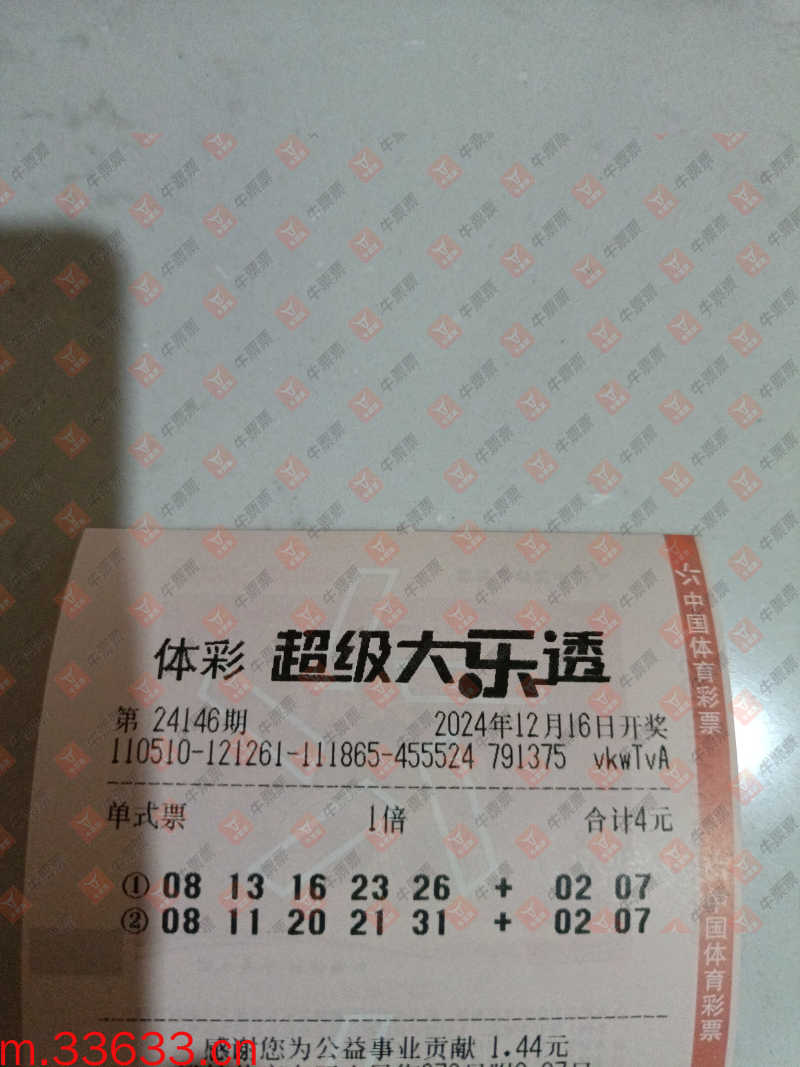 体彩 超级大乐透
第 24146期 2024年12月16日开奖
110510-121261-111865-455524 791375 vkwTvA
单式票 1倍 合计4元
① 08 13 16 23 26 + 02 07
② 08 11 20 21 31 + 02 07
感谢您为公益事业贡献 1.44元
中国体育彩票
中国体育彩票
牛票票
m.33633.cn